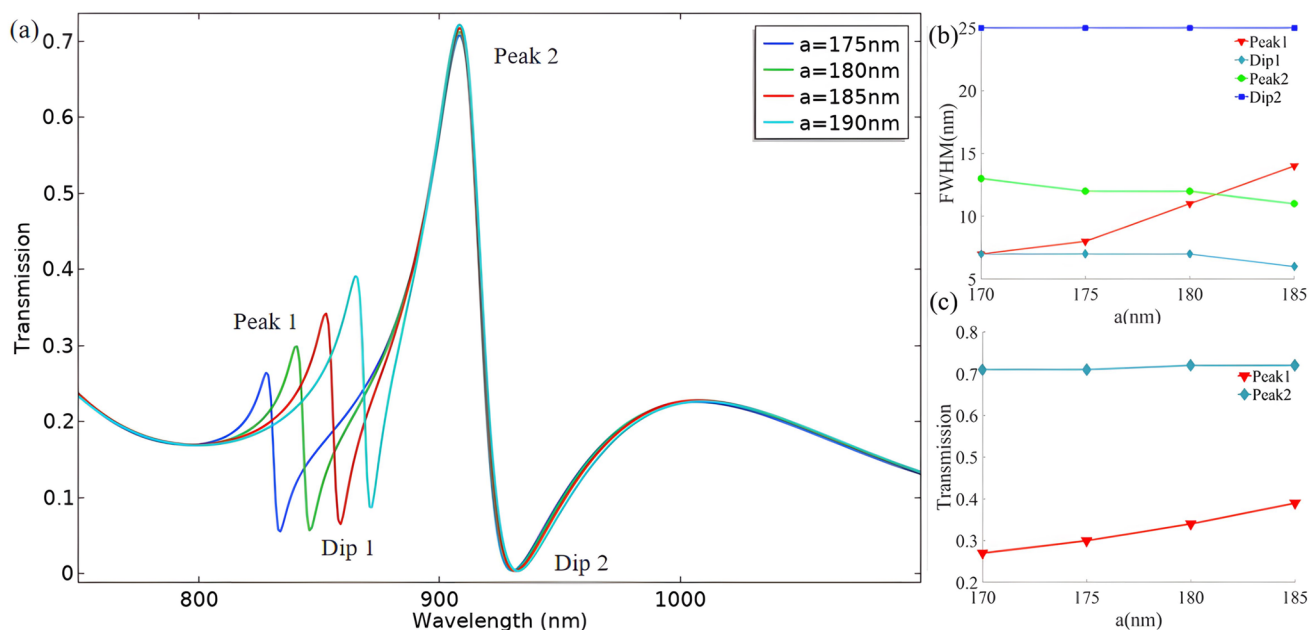 (a)
Transmission
0.7
0.6
0.5
0.4
0.3
0.2
0.1
0
800
900
1000
Wavelength (nm)
Peak 1
Dip 1
Peak 2
Dip 2
a=175nm
a=180nm
a=185nm
a=190nm
(b)
FWHM(nm)
25
20
15
10
5
170
175
180
185
a(nm)
Peak1
Dip1
Peak2
Dip2
(c)
Transmission
0.8
0.7
0.6
0.5
0.4
0.3
0.2
170
175
180
185
a(nm)
Peak1
Peak2